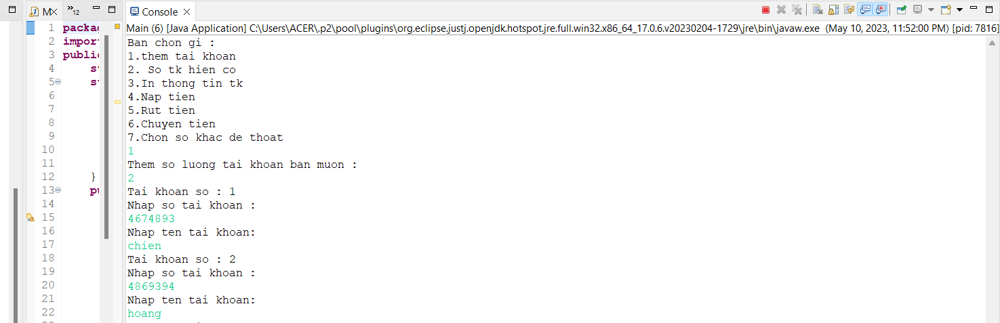 M
»12
Console
Main (6) [Java Application] C:\Users\ACER\.p2\pool\plugins\org.eclipse.justj.openjdk.hotspot.jre.full.win32.x86_64_17.0.6.v20230204-1729\jre\bin\javaw.exe (May 10, 2023, 11:52:00 PM) [pid: 7816]
1 packag
2 import
3 public
4 st
5 st
6
7
8
9
10
11
12 }
13 pu
14
15
16
17
18
19
20
21
22
Ban chon gi :
1.them tai khoan
2. So tk hien co
3.In thong tin tk
4.Nap tien
5.Rut tien
6.Chuyen tien
7.Chon so khac de thoat
1
Them so luong tai khoan ban muon :
2
Tai khoan so : 1
Nhap so tai khoan :
4674893
Nhap ten tai khoan:
chien
Tai khoan so : 2
Nhap so tai khoan :
4869394
Nhap ten tai khoan:
hoang